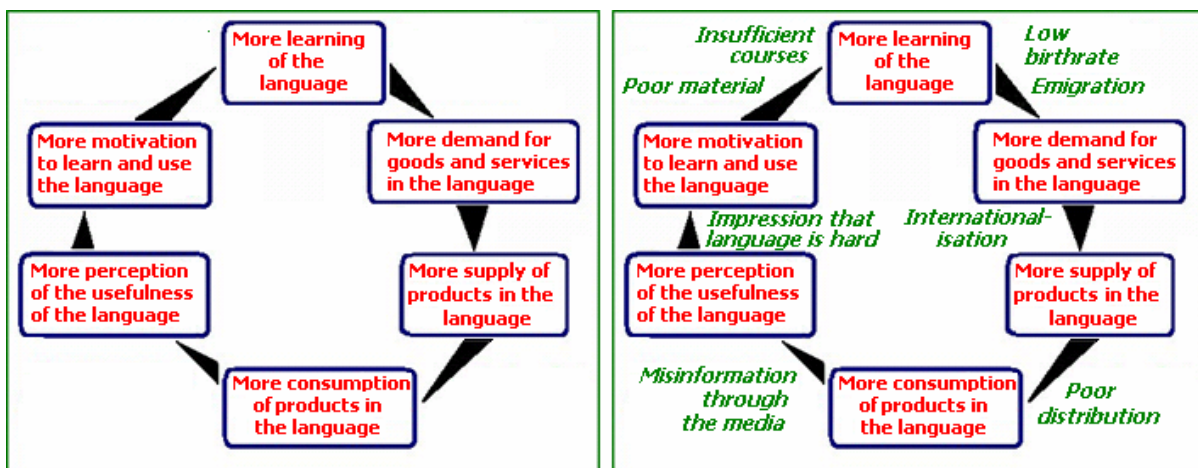 More learning
of the
language
More motivation
to learn and use
the language
More demand for
goods and services
in the language
More perception
of the usefulness
of the language
More supply of
products in the
language
More consumption
of products in
the language
Insufficient
courses
More learning
of the
language
Low
birthrate
Poor material
Emigration
More motivation
to learn and use
the language
More demand for
goods and services
in the language
Impression that
language is hard
International-
isation
More perception
of the usefulness
of the language
More supply of
products in the
language
Misinformation
through
the media
More consumption
of products in
the language
Poor
distribution